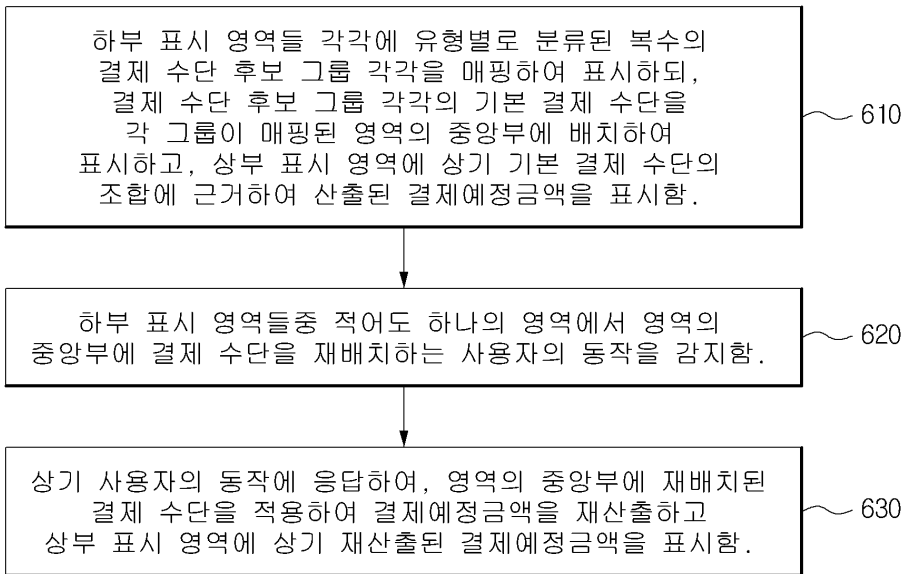 하부 표시 영역들 각각에 유형별로 분류된 복수의
결제 수단 후보 그룹 각각을 매핑하여 표시하되,
결제 수단 후보 그룹 각각의 기본 결제 수단을
각 그룹이 매핑된 영역의 중앙부에 배치하여
표시하고, 상부 표시 영역에 상기 기본 결제 수단의
조합에 근거하여 산출된 결제예정금액을 표시함.
610
하부 표시 영역들중 적어도 하나의 영역에서 영역의
중앙부에 결제 수단을 재배치하는 사용자의 동작을 감지함.
620
상기 사용자의 동작에 응답하여, 영역의 중앙부에 재배치된
결제 수단을 적용하여 결제예정금액을 재산출하고
상부 표시 영역에 상기 재산출된 결제예정금액을 표시함.
630